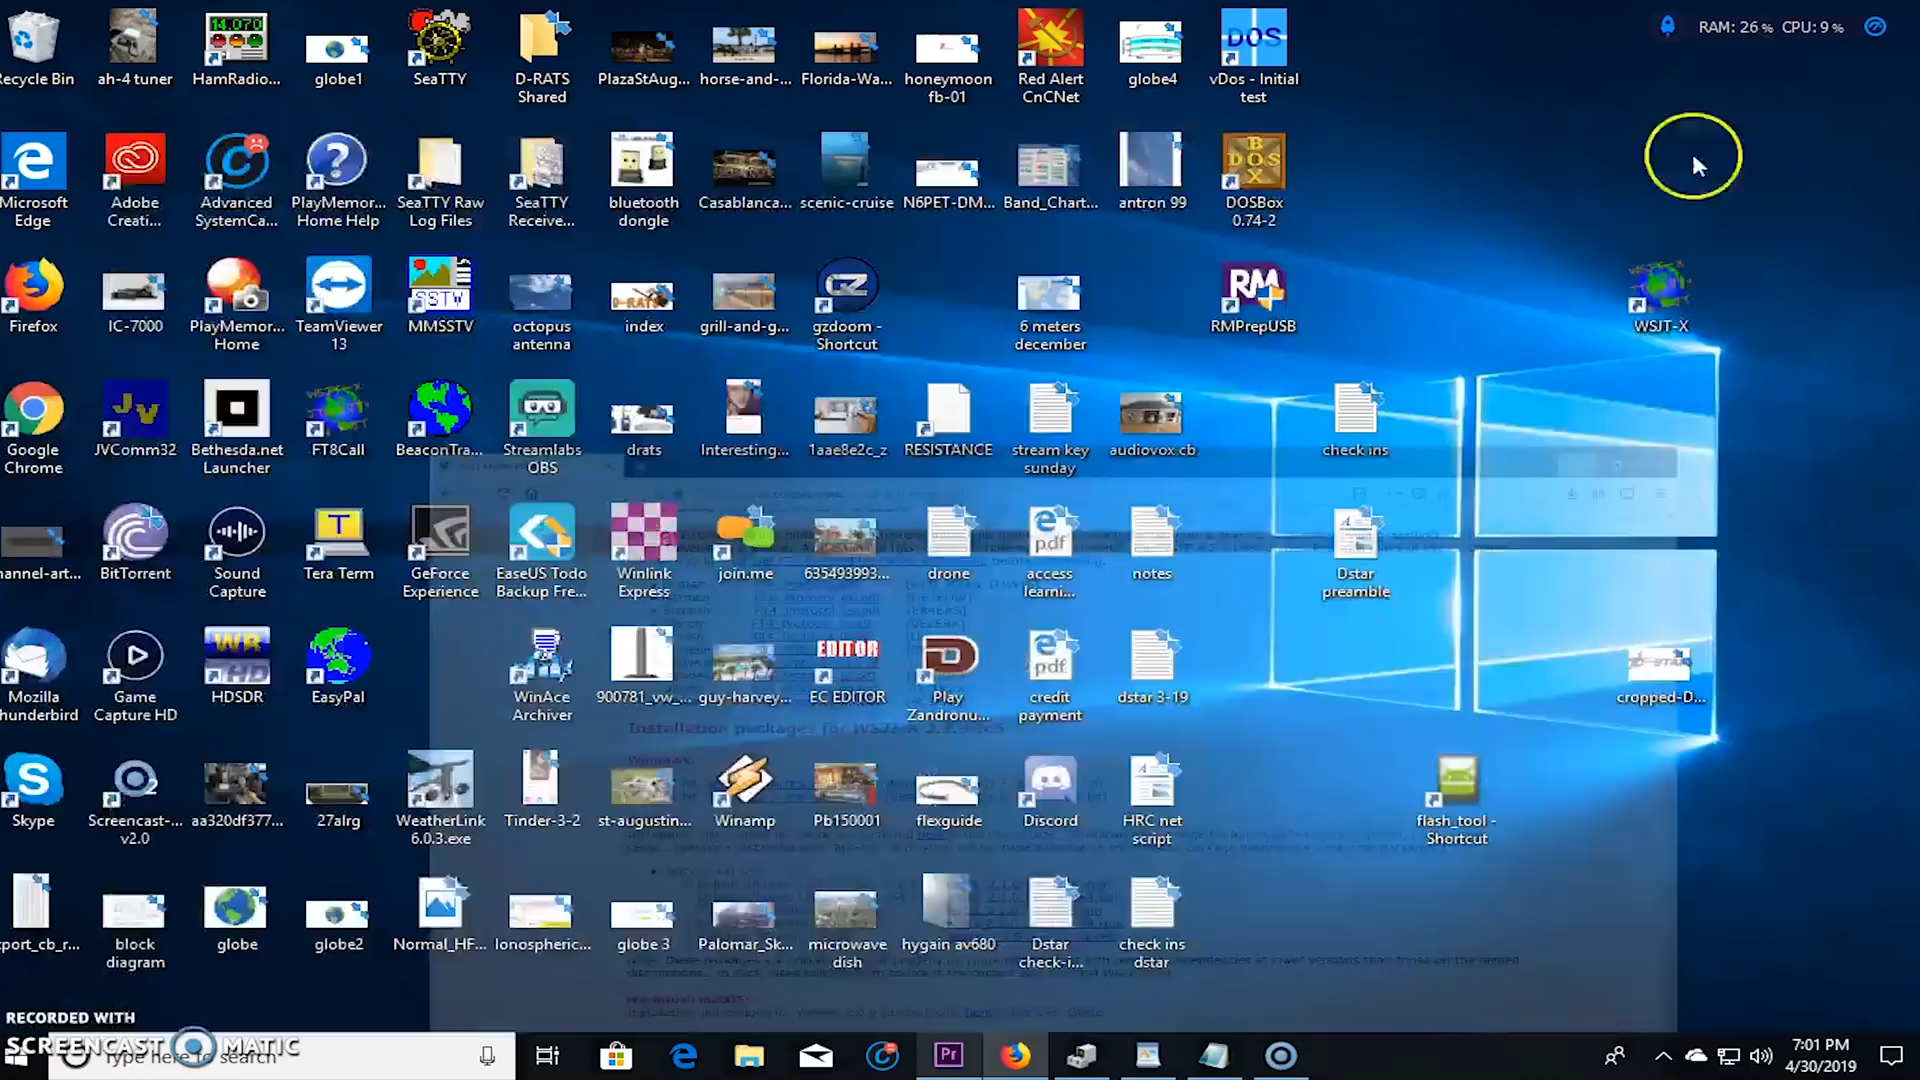 RAM: 26% CPU: 9%
ecycle Bin
ah-4 tuner
HamRadio...
globe1
SeaTTY
D-RATS
Shared
PlazaStAug...
horse-and-...
Florida-Wa...
honeymoon
fb-01
Red Alert
CnCNet
globe4
vDos - Initial
test
Microsoft
Edge
Adobe
Creati...
Advanced
SystemCa...
PlayMemor...
Home Help
SeaTTY Raw
Log Files
SeaTTY
Receive...
bluetooth
dongle
Casablanca...
scenic-cruise
N6PET-DM...
Band_Chart...
antron 99
DOSBox
0.74-2
Firefox
IC-7000
PlayMemor...
Home
TeamViewer
13
MMSSTV
octopus
antenna
index
grill-and-g...
gzdoom -
Shortcut
6 meters
december
RMPrepUSB
WSJT-X
Google
Chrome
JVComm32
Bethesda.net
Launcher
FT8Call
BeaconTra...
Streamlabs
OBS
drats
Interesting...
1aae8e2c_z
RESISTANCE
stream key
sunday
audiovox cb
check ins
hannel-art...
BitTorrent
Sound
Capture
Tera Term
GeForce
Experience
EaseUS Todo
Backup Fre...
Winlink
Express
join.me
635493993...
drone
access
learni...
notes
Dstar
preamble
Mozilla
hunderbird
Game
Capture HD
HDSDR
EasyPal
WinAce
Archiver
900781_vw_...
guy-harvey...
EC EDITOR
Play
Zandronu...
credit
payment
dstar 3-19
cropped-D...
Installation packages for WSJT-X
Skype
Screencast-...
v2.0
aa320df377...
27alrg
WeatherLink
6.0.3.exe
Tinder-3-2
st-augustin...
Winamp
Pb150001
flexguide
Discord
HRC net
script
flash_tool -
Shortcut
port_cb_r...
block
diagram
globe
globe2
Normal_HF...
Ionospheric...
globe 3
Palomar_Sk...
microwave
dish
hygain av680
Dstar
check-i...
check ins
dstar
RECORDED WITH
SCREENCAST MATIC
Type here to search
7:01 PM
4/30/2019